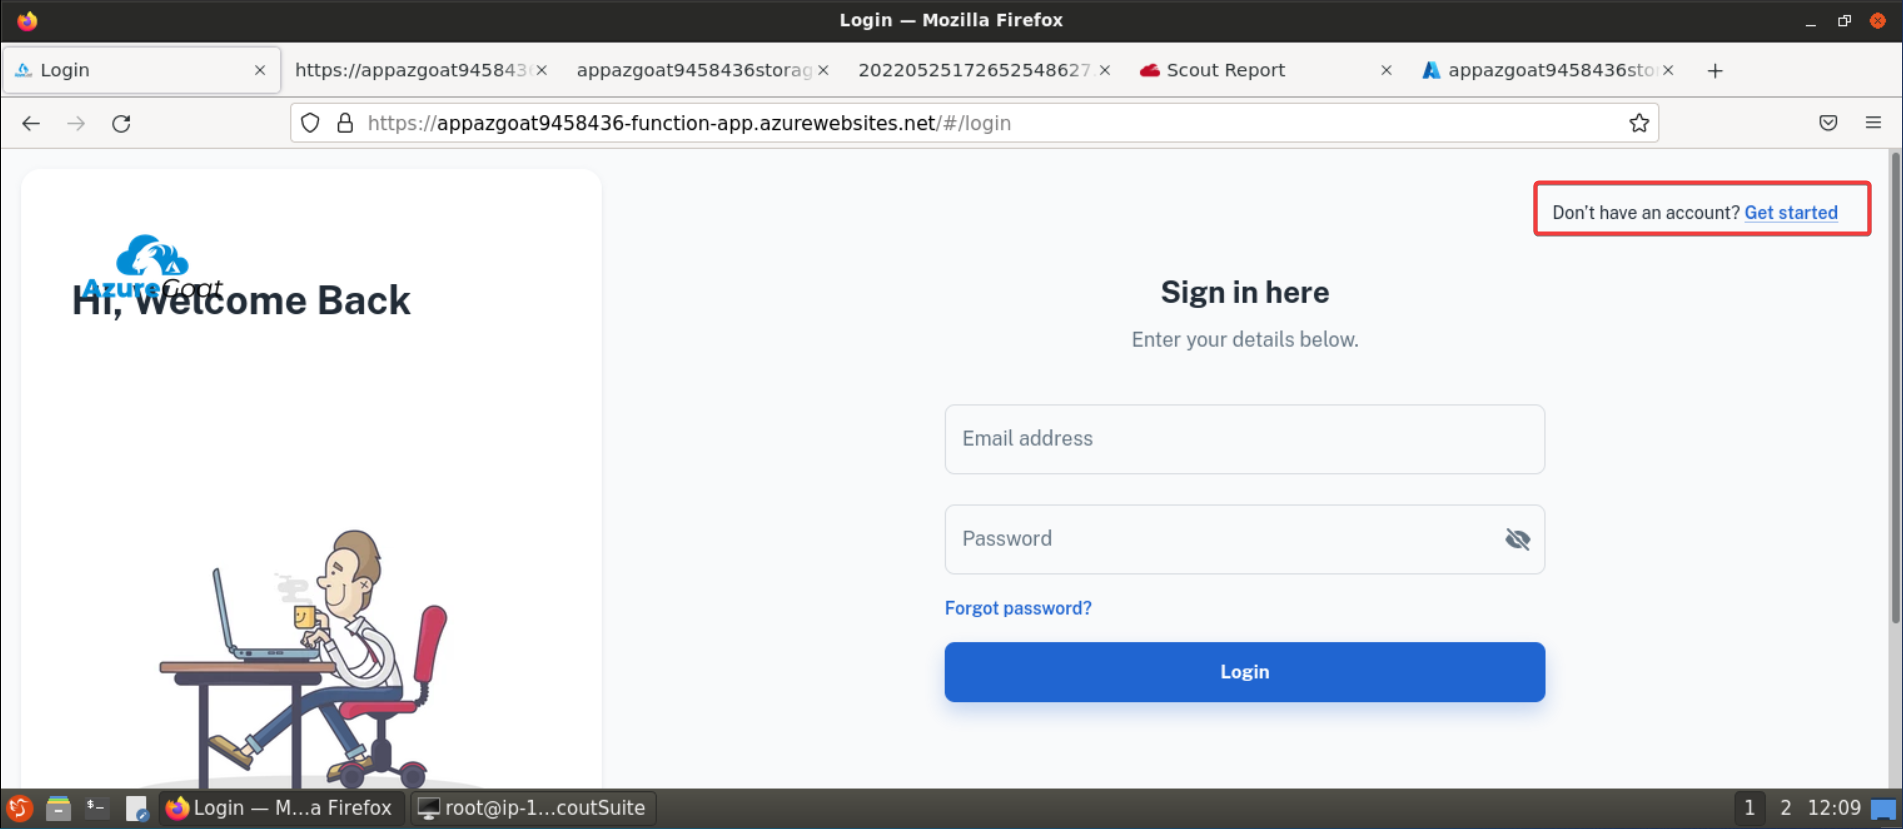 Login — Mozilla Firefox
Login
https://appazgoat945843
appazgoat9458436storag
20220525172652548627
Scout Report
appazgoat9458436sto
https://appazgoat9458436-function-app.azurewebsites.net/#/login
Don't have an account? Get started
AzureGoat
Hi, Welcome Back
Sign in here
Enter your details below.
Email address
Password
Forgot password?
Login
Login — M...a Firefox
root@ip-1...coutSuite
1
2
12:09